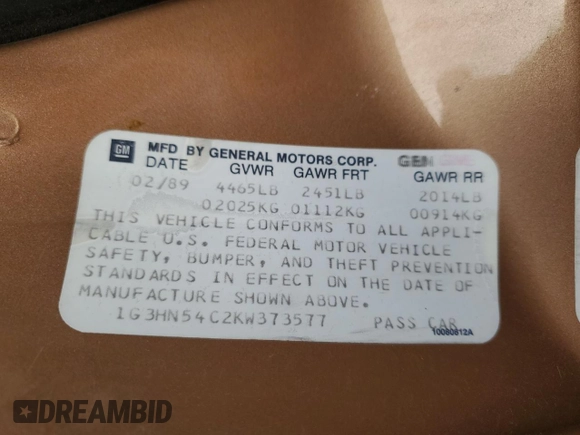 GM MFD BY GENERAL MOTORS CORP. GEN
DATE GVWR GAWR FRT GAWR RR
02/89 4465LB 2451LB 2014LB
02025KG 01112KG 00914KG
THIS VEHICLE CONFORMS TO ALL APPLI-
CABLE U.S. FEDERAL MOTOR VEHICLE
SAFETY, BUMPER, AND THEFT PREVENTION
STANDARDS IN EFFECT ON THE DATE OF
MANUFACTURE SHOWN ABOVE.
1G3HN54C2KW373577 PASS CAR
10080812A
DREAMBID